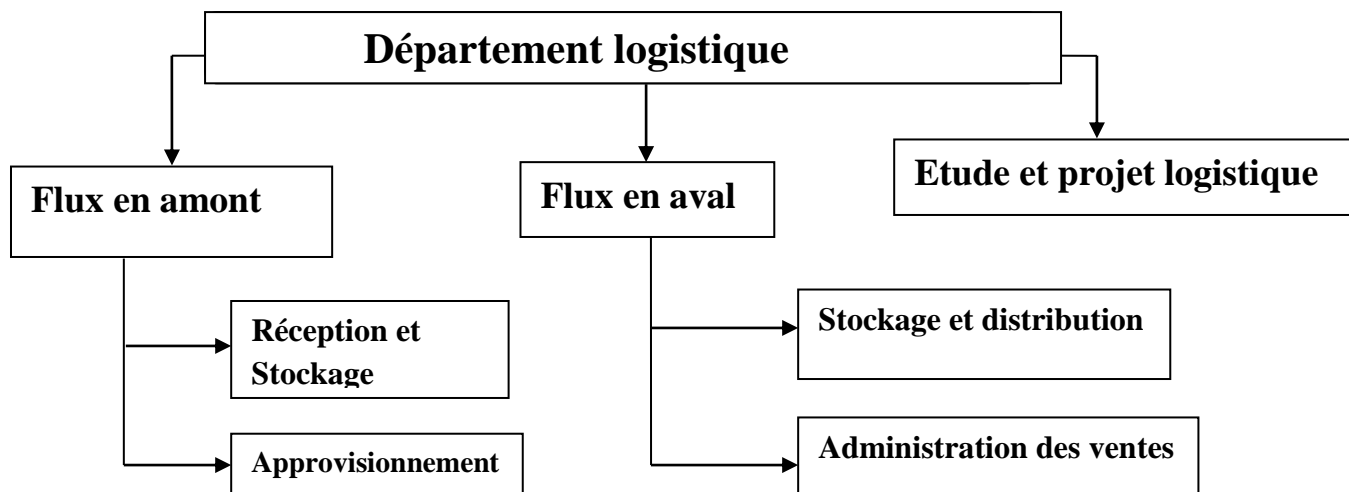 Département logistique
Flux en amont
Flux en aval
Etude et projet logistique
Réception et
Stockage
Approvisionnement
Stockage et distribution
Administration des ventes